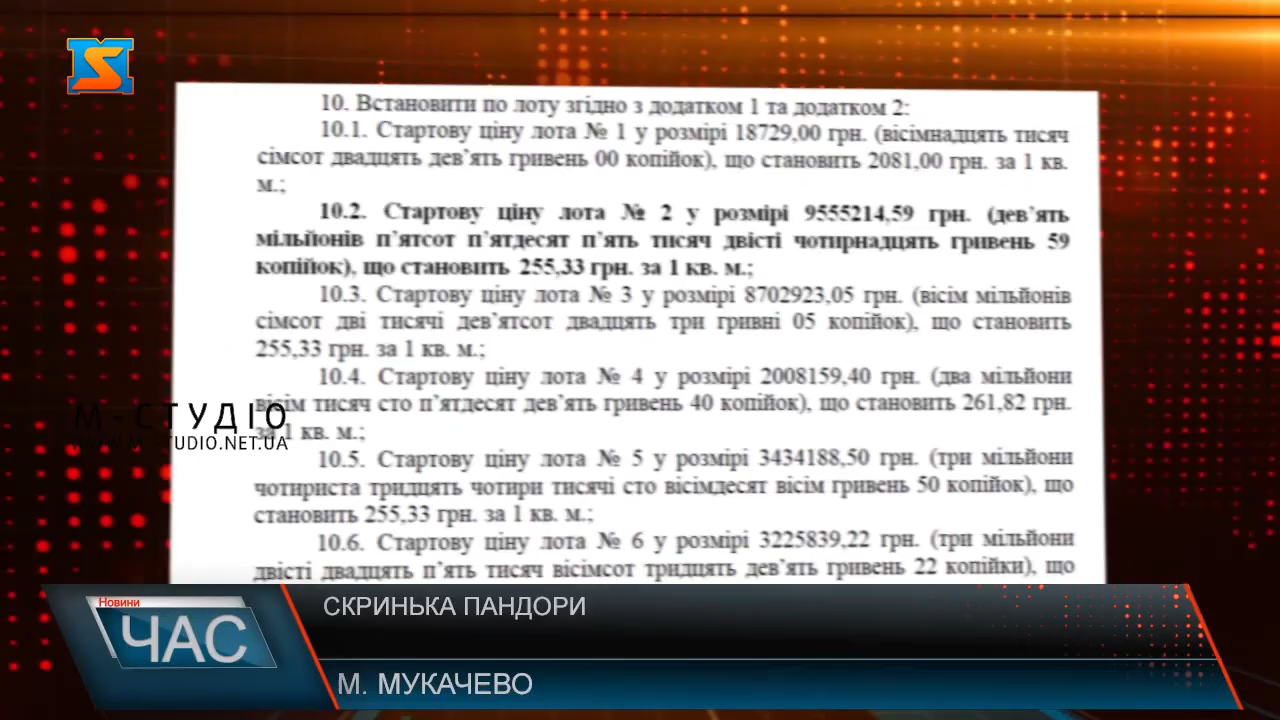 10. Встановити по лоту згідно з додатком 1 та додатком 2:
10.1. Стартову ціну лота № 1 у розмірі 18729,00 грн. (вісімнадцять тисяч
сімсот двадцять дев'ять гривень 00 копійок), що становить 2081,00 грн. за 1 кв.
м.;
10.2. Стартову ціну лота № 2 у розмірі 9555214,59 грн. (дев'ять
мільйонів п'ятсот п'ятдесят п'ять тисяч двісті чотирнадцять гривень 59
копійок), що становить 255,33 грн. за 1 кв. м.;
10.3. Стартову ціну лота № 3 у розмірі 8702923,05 грн. (вісім мільйонів
сімсот дві тисячі дев'ятсот двадцять три гривні 05 копійок), що становить
255,33 грн. за 1 кв. м.;
10.4. Стартову ціну лота № 4 у розмірі 2008159,40 грн. (два мільйони
вісім тисяч сто п'ятдесят дев'ять гривень 40 копійок), що становить 261,82 грн.
за 1 кв. м.;
М-СТУДІО
WWW.M-STUDIO.NET.UA
10.5. Стартову ціну лота № 5 у розмірі 3434188,50 грн. (три мільйони
чотириста тридцять чотири тисячі сто вісімдесят вісім гривень 50 копійок), що
становить 255,33 грн. за 1 кв. м.;
10.6. Стартову ціну лота № 6 у розмірі 3225839,22 грн. (три мільйони
двісті двадцять п'ять тисяч вісімсот тридцять дев'ять гривень 22 копійки), що
Новини
ЧАС
СКРИНЬКА ПАНДОРИ
М. МУКАЧЕВО